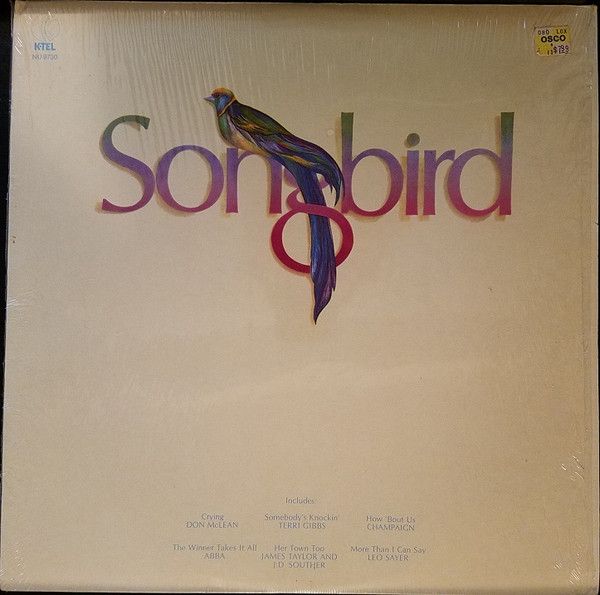 K-TEL
NU 9730
OSCO
Songbird
Includes:
Crying
DON McLEAN
Somebody's Knockin'
TERRI GIBBS
How 'Bout Us
CHAMPAIGN
The Winner Takes It All
ABBA
Her Town Too
JAMES TAYLOR AND
J.D. SOUTHER
More Than I Can Say
LEO SAYER